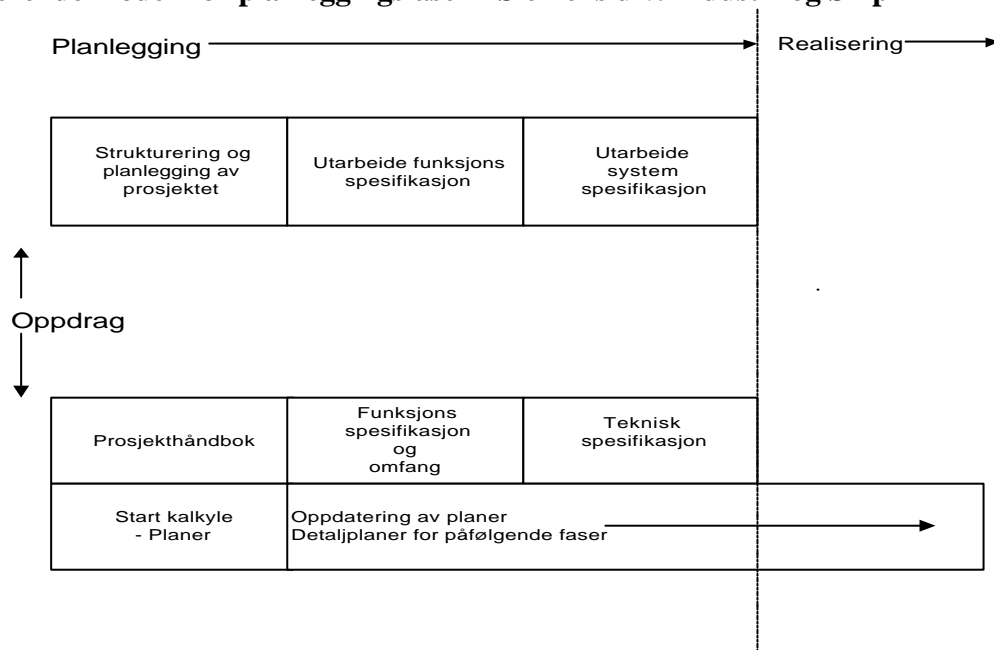 Planlegging
Realisering
Strukturering og
planlegging av
prosjektet
Utarbeide funksjons
spesifikasjon
Utarbeide
system
spesifikasjon
Oppdrag
Prosjekthåndbok
Funksjons
spesifikasjon
og
omfang
Teknisk
spesifikasjon
Start kalkyle
- Planer
Oppdatering av planer
Detaljplaner for påfølgende faser